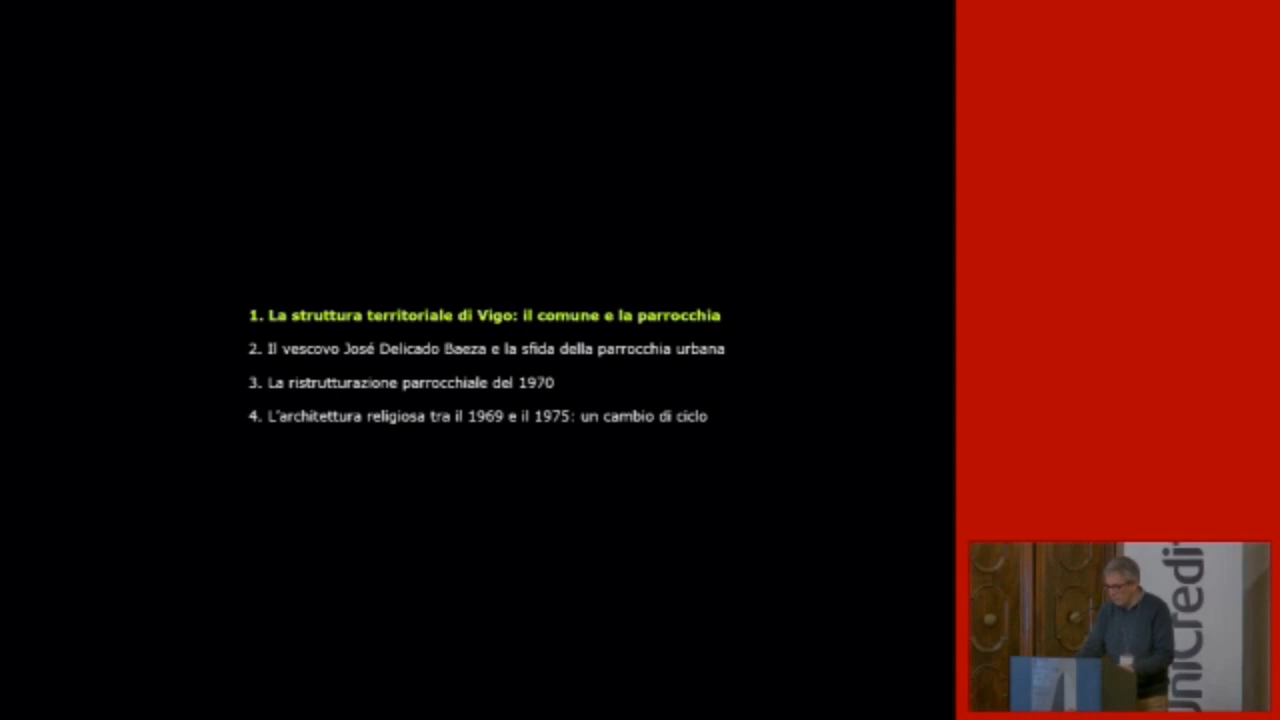 1. La struttura territoriale di Vigo: il comune e la parrocchia
2. Il vescovo José Delicado Baeza e la sfida della parrocchia urbana
3. La ristrutturazione parrocchiale del 1970
4. L'architettura religiosa tra il 1969 e il 1975: un cambio di ciclo
UniCredit